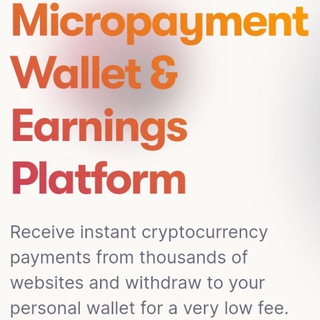 Micropayment
Wallet &
Earnings
Platform
Receive instant cryptocurrency
payments from thousands of
websites and withdraw to your
personal wallet for a very low fee.